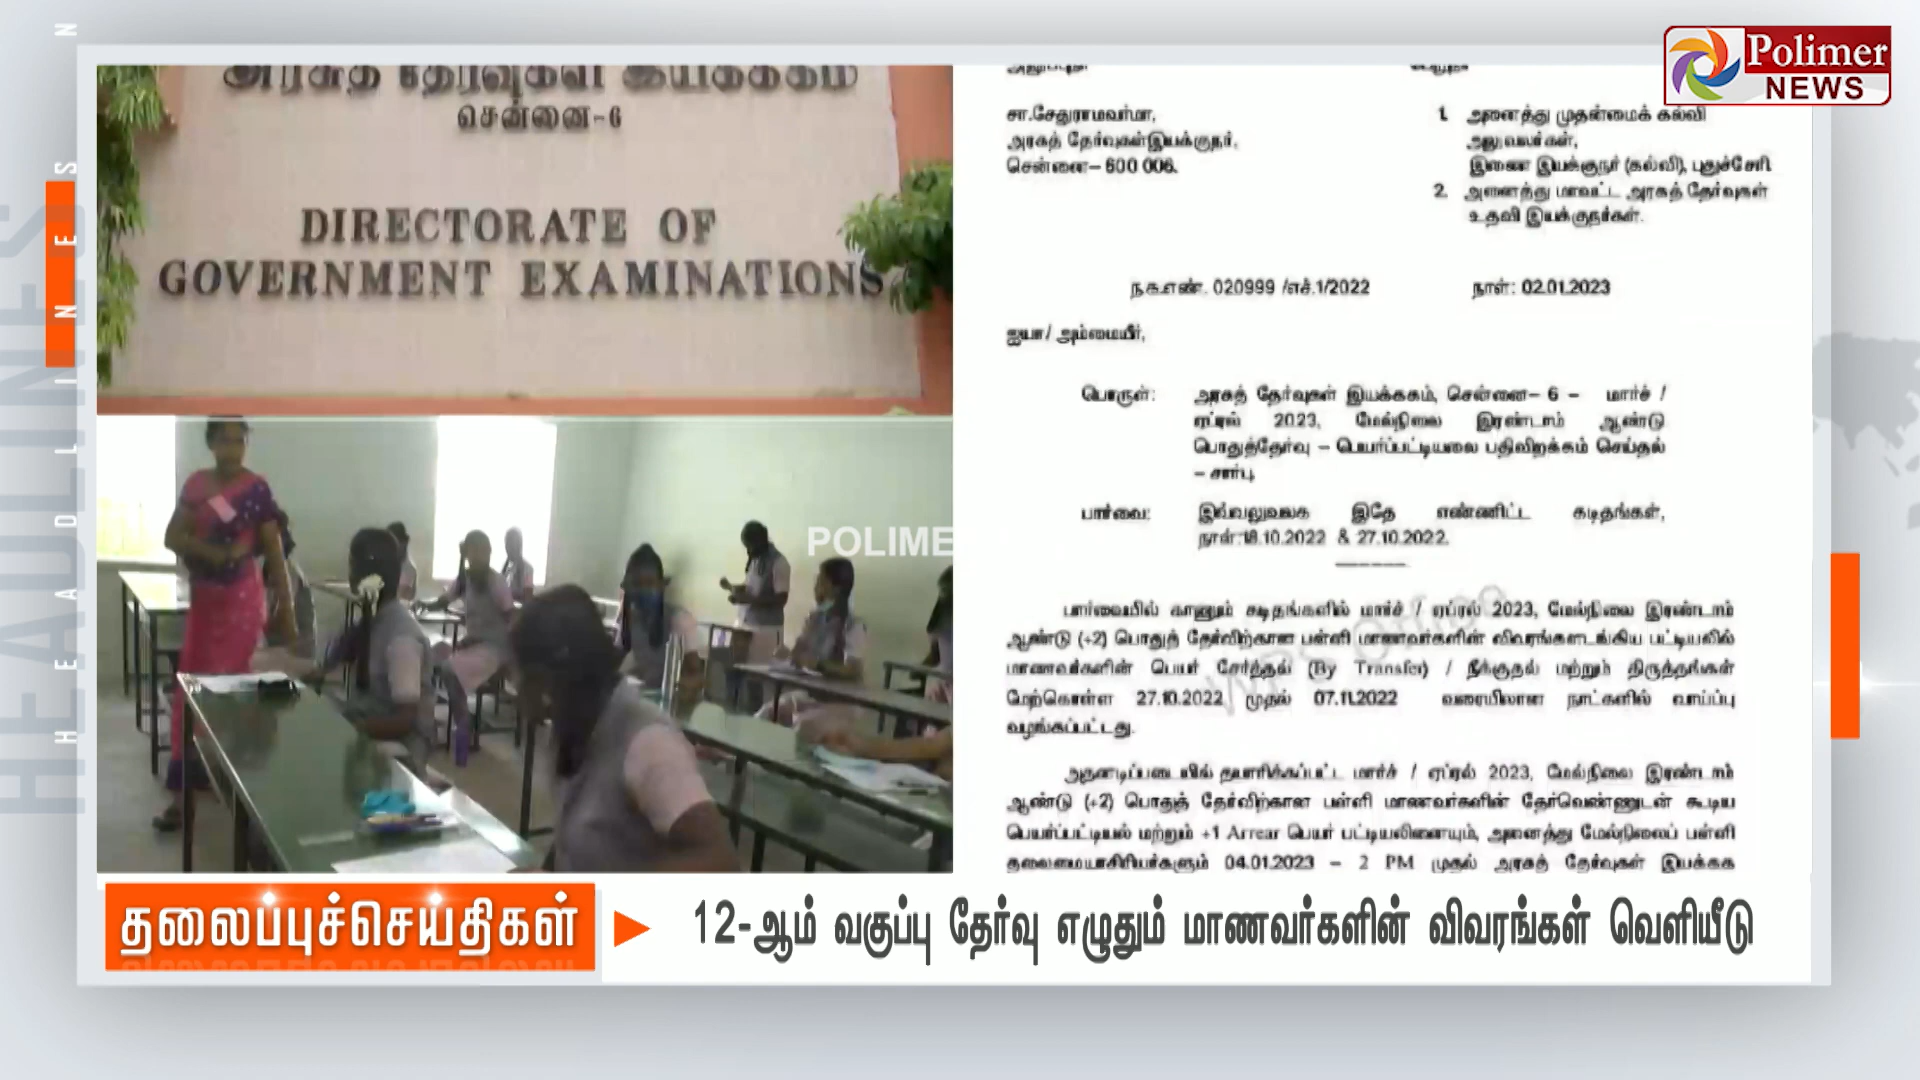 HEADLINES
HEADLINES
Polimer
NEWS
அரசுத் தேர்வுகள் இயக்ககம்
சென்னை-6
DIRECTORATE OF
GOVERNMENT EXAMINATIONS
POLIME
சா.சேதுராமவர்மா,
அரசுத் தேர்வுகள்இயக்குநர்,
சென்னை– 600 006.
1. அனைத்து முதன்மைக் கல்வி
அலுவலர்கள்,
இணை இயக்குநர் (கல்வி), புதுச்சேரி.
2. அனைத்து மாவட்ட அரசுத் தேர்வுகள்
உதவி இயக்குநர்கள்.
ந.க.எண். 020999 /எச்.1/2022 நாள்: 02.01.2023
ஐயா/ அம்மையீர்,
பொருள்: அரசுத் தேர்வுகள் இயக்ககம், சென்னை– 6 – மார்ச் /
ஏப்ரல் 2023, மேல்நிலை இரண்டாம் ஆண்டு
பொதுத்தேர்வு – பெயர்ப்பட்டியலை பதிவிறக்கம் செய்தல்
– சார்பு.
பார்வை: இவ்வலுவலக இதே எண்ணிட்ட கடிதங்கள்,
நாள்:18.10.2022 & 27.10.2022.
பார்வையில் காணும் கடிதங்களில் மார்ச் / ஏப்ரல் 2023, மேல்நிலை இரண்டாம்
ஆண்டு (+2) பொதுத் தேர்விற்கான பள்ளி மாணவர்களின் விவரங்களடங்கிய பட்டியலில்
மாணவர்களின் பெயர் சேர்த்தல் (By Transfer) / நீக்குதல் மற்றும் திருத்தங்கள்
மேற்கொள்ள 27.10.2022 முதல் 07.11.2022 வரையிலான நாட்களில் வாய்ப்பு
வழங்கப்பட்டது.
அதனடிப்படையில் தயாரிக்கப்பட்ட மார்ச் / ஏப்ரல் 2023, மேல்நிலை இரண்டாம்
ஆண்டு (+2) பொதுத் தேர்விற்கான பள்ளி மாணவர்களின் தேர்வெண்ணுடன் கூடிய
பெயர்ப்பட்டியல் மற்றும் +1 Arrear பெயர் பட்டியலினையும், அனைத்து மேல்நிலைப் பள்ளி
தலைமையாசிரியர்களும் 04.01.2023 – 2 PM முதல் அரசுத் தேர்வுகள் இயக்கக
WPS Office
தலைப்புச்செய்திகள்
12-ஆம் வகுப்பு தேர்வு எழுதும் மாணவர்களின் விவரங்கள் வெளியீடு